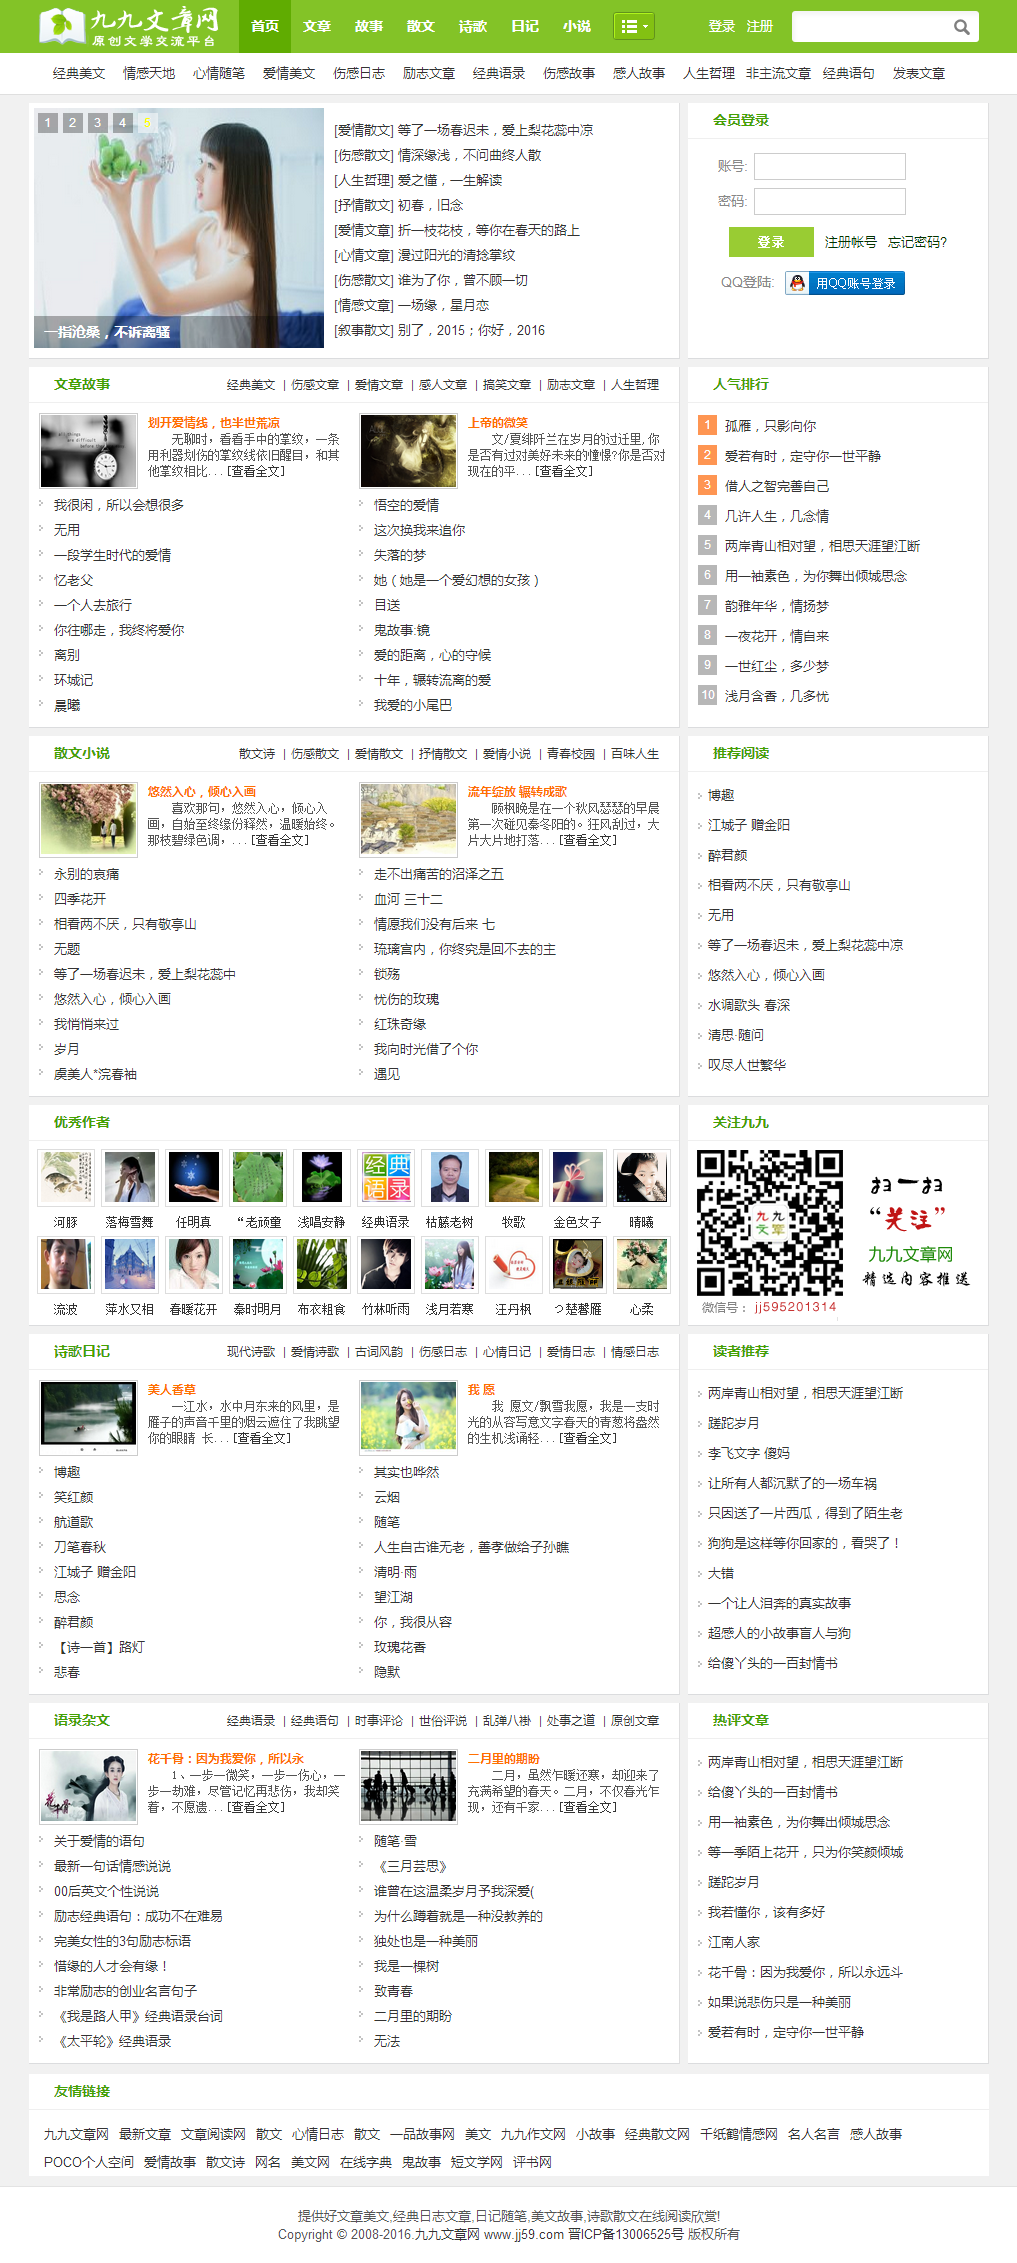 九九文章网
原创文学交流平台
首页 文章 故事 散文 诗歌 日记 小说 登录 注册
经典美文 情感天地 心情随笔 爱情美文 伤感日志 励志文章 经典语录 伤感故事 感人故事 人生哲理 非主流文章 经典语句 发表文章
1 2 3 4 5
一指沧桑，不诉离骚
[爱情散文] 等了一场春迟未，爱上梨花蕊中凉
[伤感散文] 情深缘浅，不问曲终人散
[人生哲理] 爱之懂，一生解读
[抒情散文] 初春，旧念
[爱情文章] 折一枝花枝，等你在春天的路上
[心情文章] 漫过阳光的清捻掌纹
[伤感散文] 谁为了你，曾不顾一切
[情感文章] 一场缘，星月恋
[叙事散文] 别了，2015；你好，2016
会员登录
账号:
密码:
登录 注册帐号 忘记密码?
QQ登陆: 用QQ账号登录
文章故事
经典美文 | 伤感文章 | 爱情文章 | 感人文章 | 搞笑文章 | 励志文章 | 人生哲理
划开爱情线，也半世荒凉
无聊时，看看手中的掌纹，一条
用利器划伤的掌纹线依旧醒目，和其
他掌纹相比...[查看全文]
我很闲，所以会想很多
无用
一段学生时代的爱情
忆老父
一个人去旅行
你往哪走，我终将爱你
离别
环城记
晨曦
上帝的微笑
文/夏绯阡兰在岁月的过迁里,你
是否有过对美好未来的憧憬?你是否对
现在的平...[查看全文]
悟空的爱情
这次换我来追你
失落的梦
她（她是一个爱幻想的女孩）
目送
鬼故事:镜
爱的距离，心的守候
十年，辗转流离的爱
我爱的小尾巴
人气排行
1 孤雁，只影向你
2 爱若有时，定守你一世平静
3 借人之智完善自己
4 几许人生，几念情
5 两岸青山相对望，相思天涯望江断
6 用一袖素色，为你舞出倾城思念
7 韵雅年华，情扬梦
8 一夜花开，情自来
9 一世红尘，多少梦
10 浅月含香，几多忧
散文小说
散文诗 | 伤感散文 | 爱情散文 | 抒情散文 | 爱情小说 | 青春校园 | 百味人生
悠然入心，倾心入画
喜欢那句，悠然入心，倾心入
画，自始至终缘份释然，温暖始终。
那枝碧绿色调，...[查看全文]
永别的哀痛
四季花开
相看两不厌，只有敬亭山
无题
等了一场春迟未，爱上梨花蕊中
悠然入心，倾心入画
我悄悄来过
岁月
虞美人*浣春袖
流年绽放 辗转成歌
顾枫晚是在一个秋风瑟瑟的早晨
第一次碰见秦冬阳的。狂风刮过，大
片大片地打落...[查看全文]
走不出痛苦的沼泽之五
血河 三十二
情愿我们没有后来 七
琉璃宫内，你终究是回不去的主
锁殇
忧伤的玫瑰
红珠奇缘
我向时光借了个你
遇见
推荐阅读
博趣
江城子 赠金阳
醉君颜
相看两不厌，只有敬亭山
无用
等了一场春迟未，爱上梨花蕊中凉
悠然入心，倾心入画
水调歌头 春深
清思·随问
叹尽人世繁华
优秀作者
经典语录
河豚 落梅雪舞 任明真 “老顽童 浅唱安静 经典语录 枯藤老树 牧歌 金色女子 晴曦
流波 萍水又相 春暖花开 秦时明月 布衣粗食 竹林听雨 浅月若寒 汪丹枫 つ楚馨雁 心柔
关注九九
九九文章
扫一扫
“关注”
九九文章网
精选内容推送
微信号：jj595201314
诗歌日记
现代诗歌 | 爱情诗歌 | 古词风韵 | 伤感日志 | 心情日记 | 爱情日志 | 情感日志
美人香草
一江水，水中月东来的风里，是
雁子的声音千里的烟云遮住了我眺望
你的眼睛 长...[查看全文]
博趣
笑红颜
航道歌
刀笔春秋
江城子 赠金阳
思念
醉君颜
【诗一首】路灯
悲春
我 愿
我 愿文/飘雪我愿，我是一支时
光的从容写意文字春天的青葱将盎然
的生机浅诵轻...[查看全文]
其实也哗然
云烟
随笔
人生自古谁无老，善孝做给子孙瞧
清明·雨
望江湖
你，我很从容
玫瑰花香
隐默
读者推荐
两岸青山相对望，相思天涯望江断
蹉跎岁月
李飞文字 傻妈
让所有人都沉默了的一场车祸
只因送了一片西瓜，得到了陌生老
狗狗是这样等你回家的，看哭了！
大错
一个让人泪奔的真实故事
超感人的小故事盲人与狗
给傻丫头的一百封情书
语录杂文
经典语录 | 经典语句 | 时事评论 | 世俗评说 | 乱弹八褂 | 处事之道 | 原创文章
花千骨：因为我爱你，所以永
1、一步一微笑，一步一伤心，一
步一劫难，尽管记忆再悲伤，我却笑
着，不愿遗...[查看全文]
关于爱情的语句
最新一句话情感说说
00后英文个性说说
励志经典语句：成功不在难易
完美女性的3句励志标语
惜缘的人才会有缘！
非常励志的创业名言句子
《我是路人甲》经典语录台词
《太平轮》经典语录
二月里的期盼
二月，虽然乍暖还寒，却迎来了
充满希望的春天。二月，不仅春光乍
现，还有千家...[查看全文]
随笔·雪
《三月芸思》
谁曾在这温柔岁月予我深爱(
为什么蹲着就是一种没教养的
独处也是一种美丽
我是一棵树
致青春
二月里的期盼
无法
热评文章
两岸青山相对望，相思天涯望江断
给傻丫头的一百封情书
用一袖素色，为你舞出倾城思念
等一季陌上花开，只为你笑颜倾城
蹉跎岁月
我若懂你，该有多好
江南人家
花千骨：因为我爱你，所以永远斗
如果说悲伤只是一种美丽
爱若有时，定守你一世平静
友情链接
九九文章网 最新文章 文章阅读网 散文 心情日志 散文 一品故事网 美文 九九作文网 小故事 经典散文网 千纸鹤情感网 名人名言 感人故事
POCO个人空间 爱情故事 散文诗 网名 美文网 在线字典 鬼故事 短文学网 评书网
提供好文章美文,经典日志文章,日记随笔,美文故事,诗歌散文在线阅读欣赏!
Copyright © 2008-2016.九九文章网 www.jj59.com 晋ICP备13006525号 版权所有